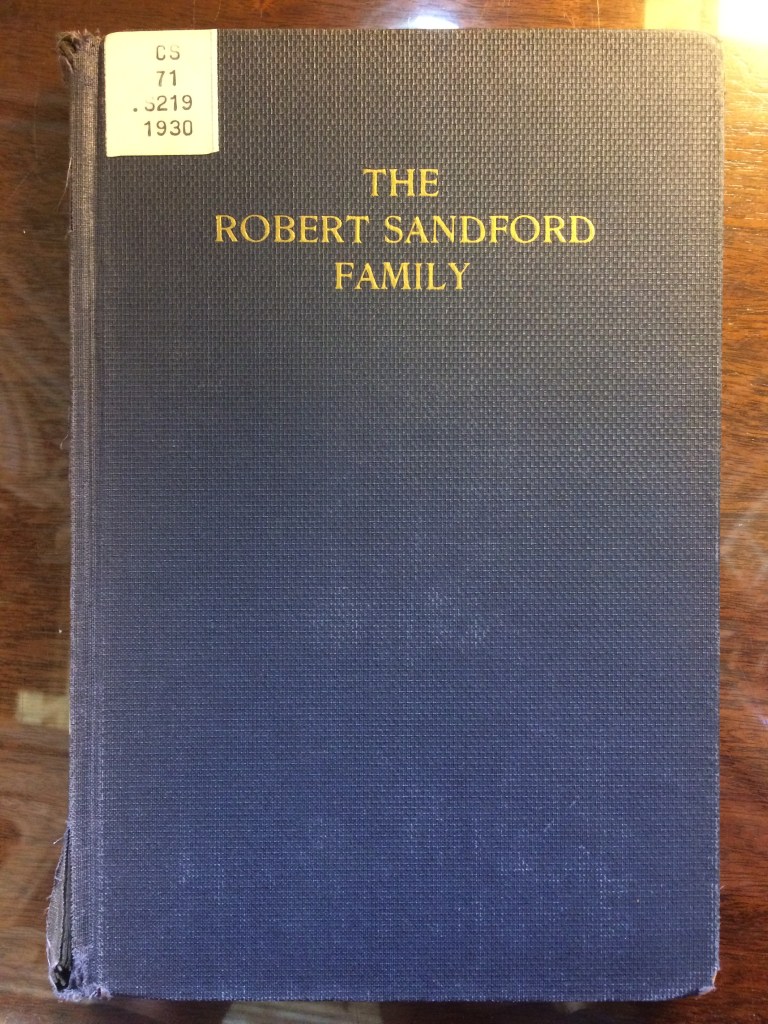 CS
71
.S219
1930
THE
ROBERT SANDFORD
FAMILY